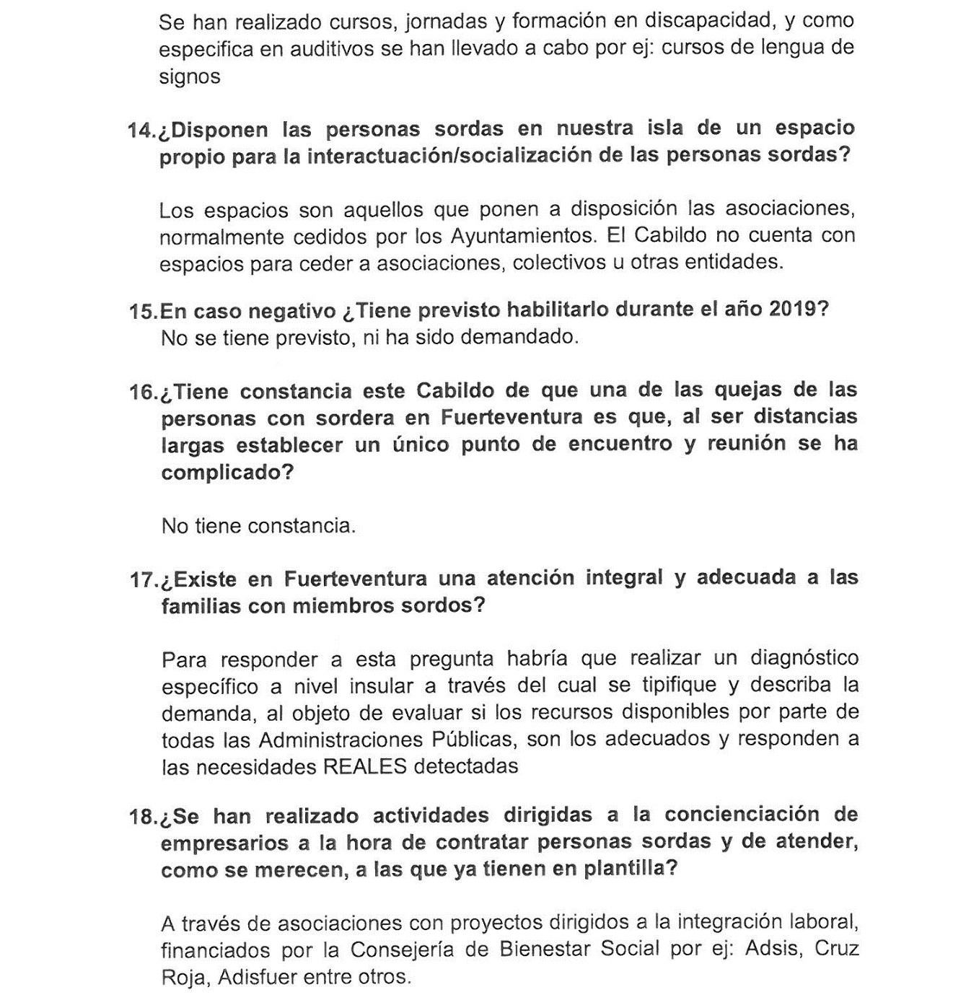 Se han realizado cursos, jornadas y formación en discapacidad, y como
especifica en auditivos se han llevado a cabo por ej: cursos de lengua de
signos
14.¿Disponen las personas sordas en nuestra isla de un espacio
propio para la interactuación/socialización de las personas sordas?
Los espacios son aquellos que ponen a disposición las asociaciones,
normalmente cedidos por los Ayuntamientos. El Cabildo no cuenta con
espacios para ceder a asociaciones, colectivos u otras entidades.
15.En caso negativo ¿Tiene previsto habilitarlo durante el año 2019?
No se tiene previsto, ni ha sido demandado.
16.¿Tiene constancia este Cabildo de que una de las quejas de las
personas con sordera en Fuerteventura es que, al ser distancias
largas establecer un único punto de encuentro y reunión se ha
complicado?
No tiene constancia.
17.¿Existe en Fuerteventura una atención integral y adecuada a las
familias con miembros sordos?
Para responder a esta pregunta habría que realizar un diagnóstico
específico a nivel insular a través del cual se tipifique y describa la
demanda, al objeto de evaluar si los recursos disponibles por parte de
todas las Administraciones Públicas, son los adecuados y responden a
las necesidades REALES detectadas
18.¿Se han realizado actividades dirigidas a la concienciación de
empresarios a la hora de contratar personas sordas y de atender,
como se merecen, a las que ya tienen en plantilla?
A través de asociaciones con proyectos dirigidos a la integración laboral,
financiados por la Consejería de Bienestar Social por ej: Adsis, Cruz
Roja, Adisfuer entre otros.